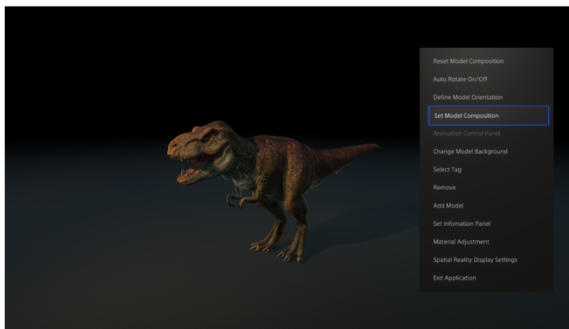 Reset Model Composition
Auto Rotate On/Off
Define Model Orientation
Set Model Composition
Animation Control Panel
Change Model Background
Select Tag
Remove
Add Model
Set Infomation Panel
Material Adjustment
Spatial Reality Display Settings
Exit Application